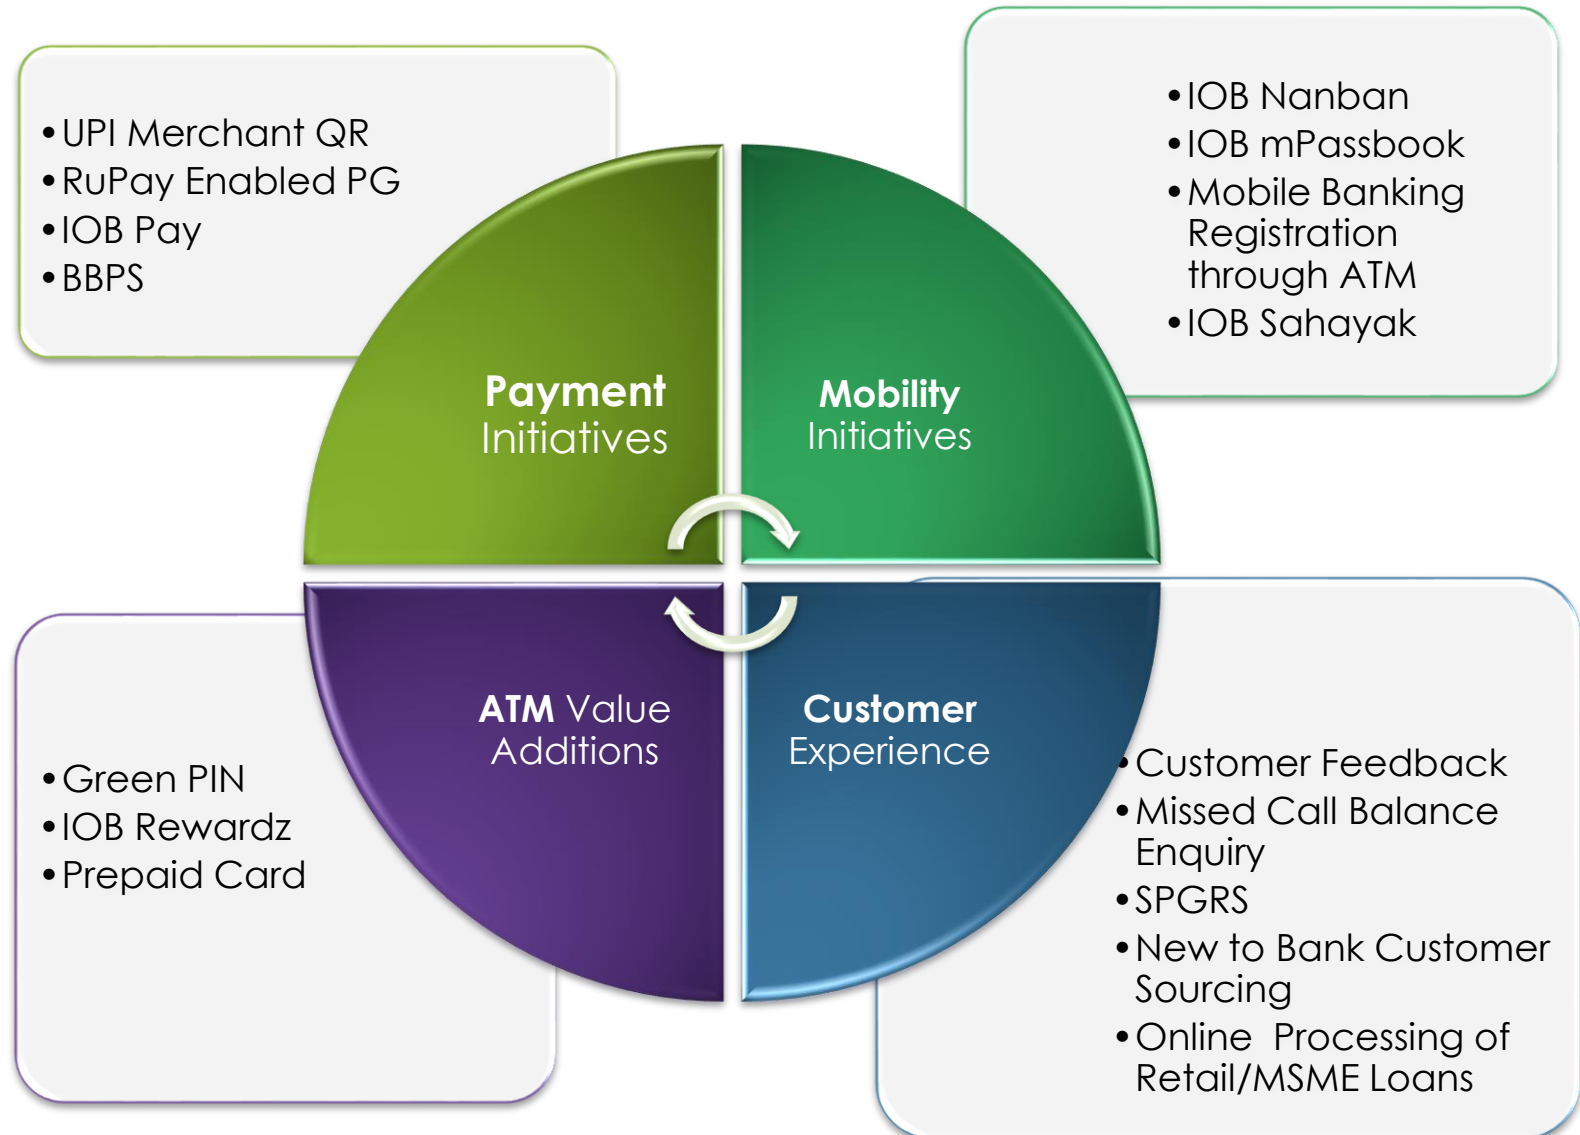 • UPI Merchant QR
• RuPay Enabled PG
• IOB Pay
• BBPS
• IOB Nanban
• IOB mPassbook
• Mobile Banking
Registration
through ATM
• IOB Sahayak
Payment
Initiatives
Mobility
Initiatives
ATM Value
Additions
Customer
Experience
• Green PIN
• IOB Rewardz
• Prepaid Card
• Customer Feedback
• Missed Call Balance
Enquiry
• SPGRS
• New to Bank Customer
Sourcing
• Online Processing of
Retail/MSME Loans